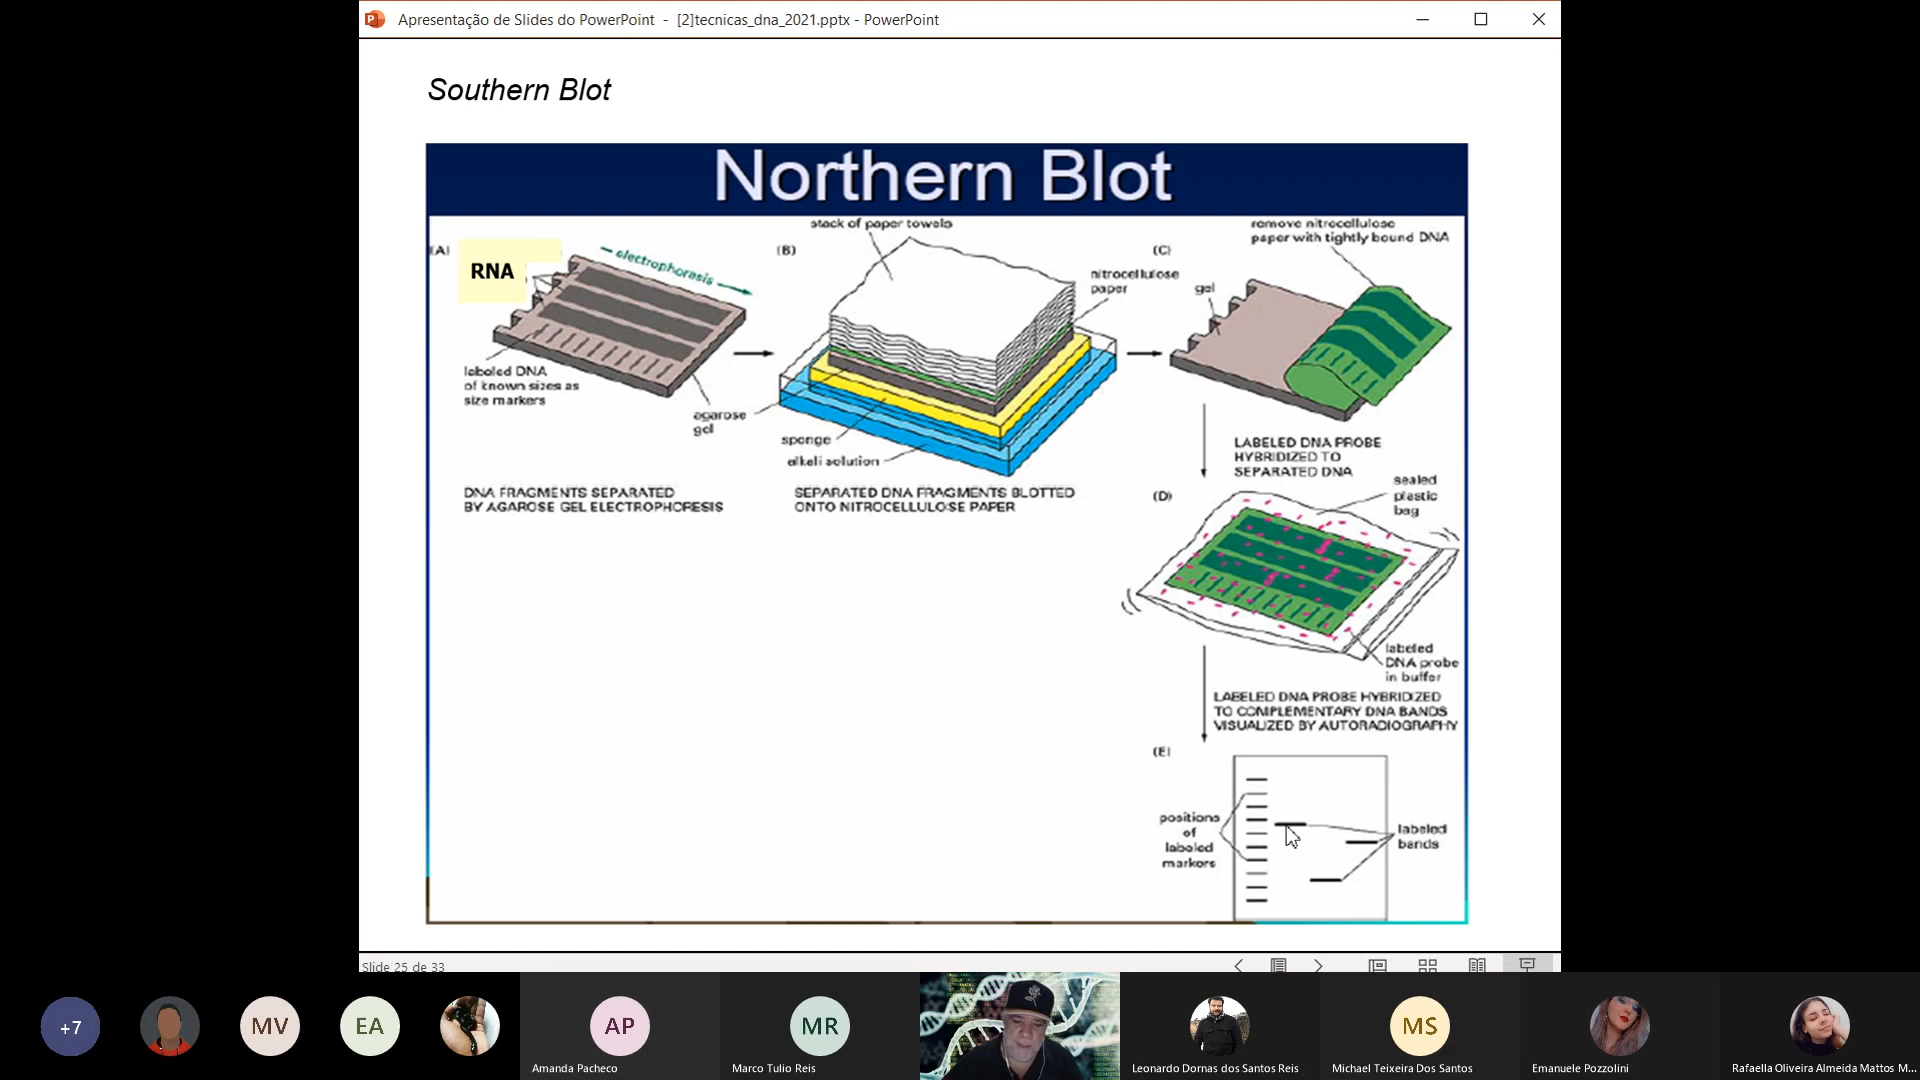 Apresentação de Slides do PowerPoint - [2]tecnicas_dna_2021.pptx - PowerPoint
Southern Blot
Northern Blot
(A)
RNA
electrophoresis
labeled DNA
of known sizes as
size markers
agarose
gel
DNA FRAGMENTS SEPARATED
BY AGAROSE GEL ELECTROPHORESIS
(B)
stack of paper towels
nitrocellulose
paper
sponge
alkali solution
SEPARATED DNA FRAGMENTS BLOTTED
ONTO NITROCELLULOSE PAPER
(C)
remove nitrocellulose
paper with tightly bound DNA
gel
LABELED DNA PROBE
HYBRIDIZED TO
SEPARATED DNA
(D)
sealed
plastic
bag
labeled
DNA probe
in buffer
LABELED DNA PROBE HYBRIDIZED
TO COMPLEMENTARY DNA BANDS
VISUALIZED BY AUTORADIOGRAPHY
(E)
positions
of
labeled
markers
labeled
bands
Slide 25 de 33
+7
MV
EA
AP
Amanda Pacheco
MR
Marco Tulio Reis
Leonardo Dornas dos Santos Reis
MS
Michael Teixeira Dos Santos
Emanuele Pozzolini
Rafaella Oliveira Almeida Mattos M...